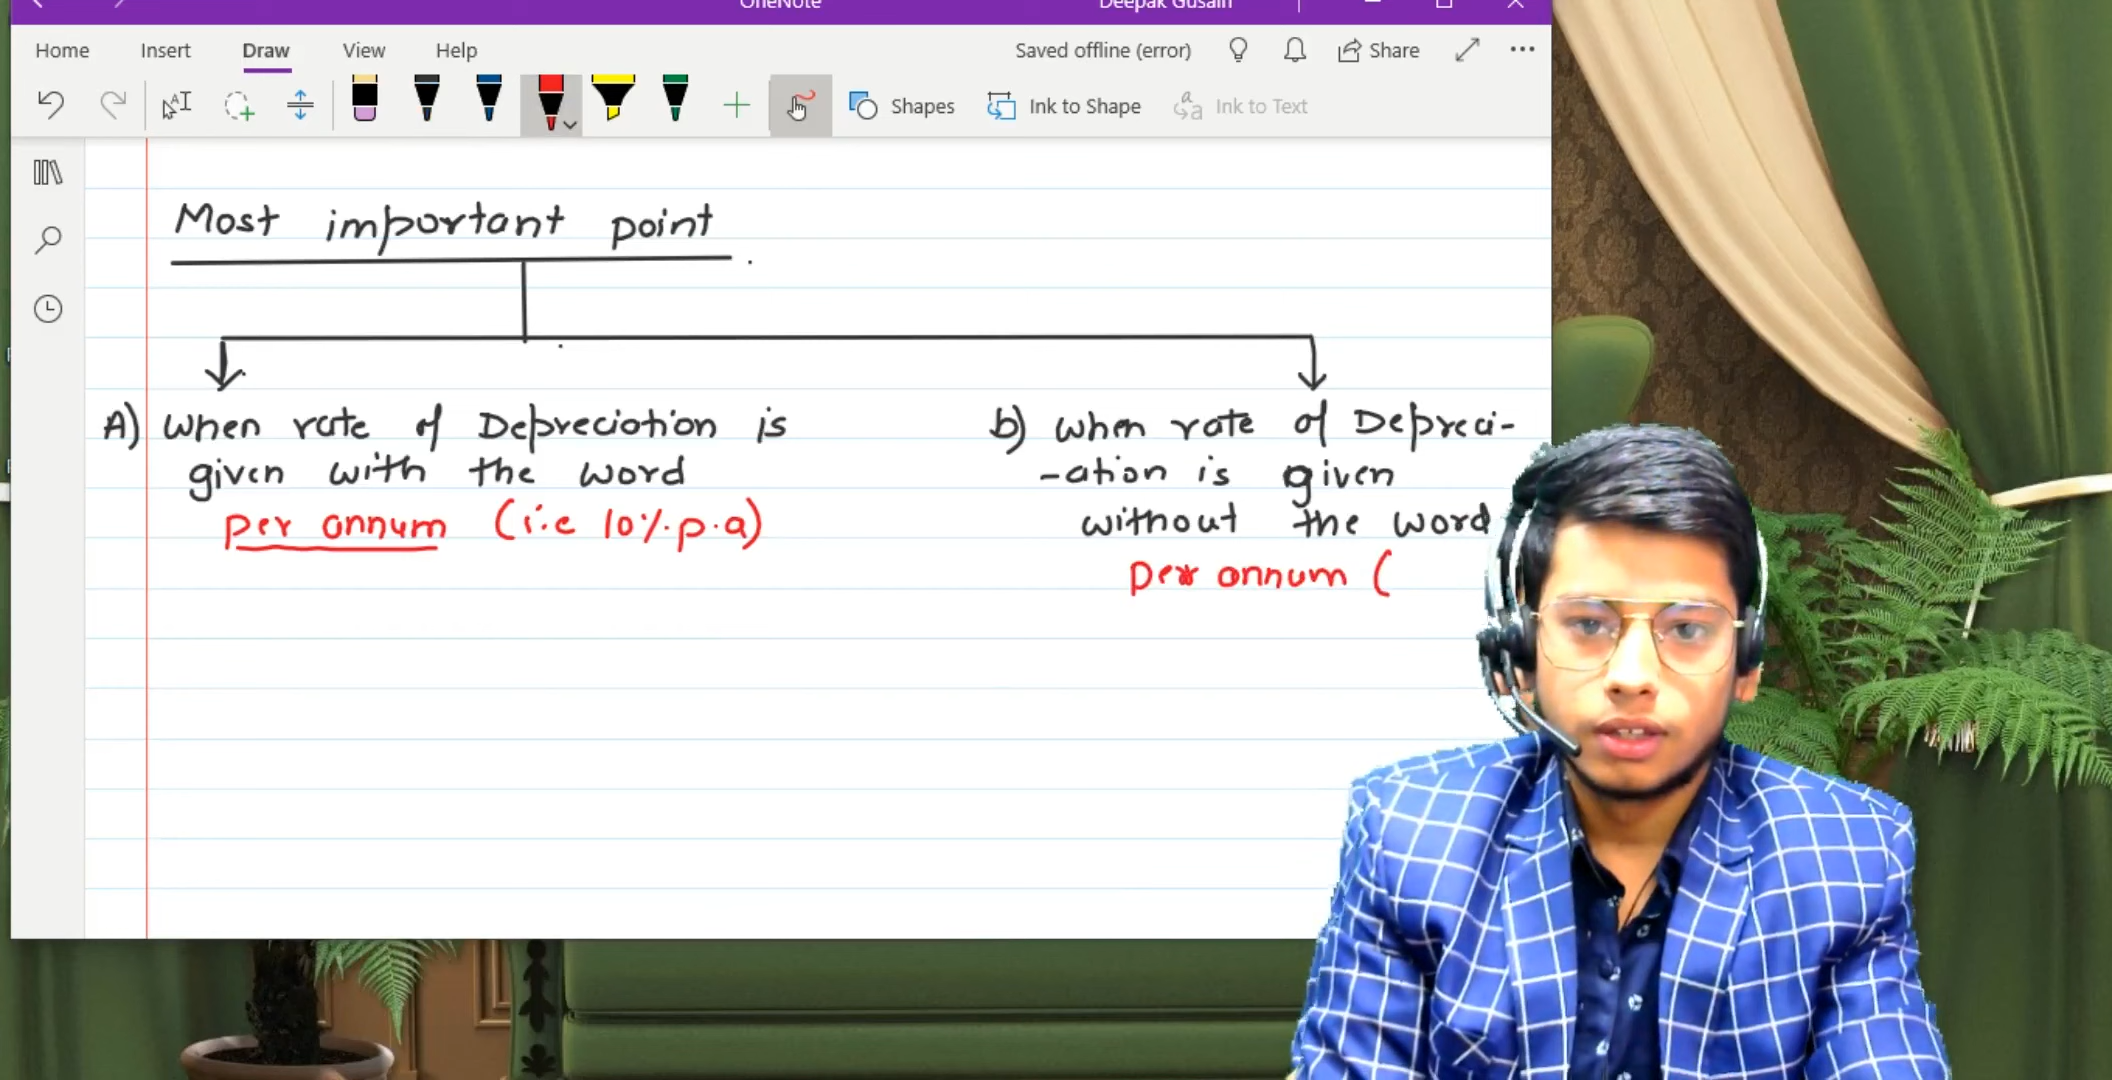 OneNote
Deepak Gusain
Home Insert Draw View Help
Saved offline (error) Share
Shapes Ink to Shape Ink to Text
Most important point
A) When rate of Depreciation is
given with the word
per annum (i.e 10%.p.a)
b) When rate of Depreci-
-ation is given
without the word
per annum (